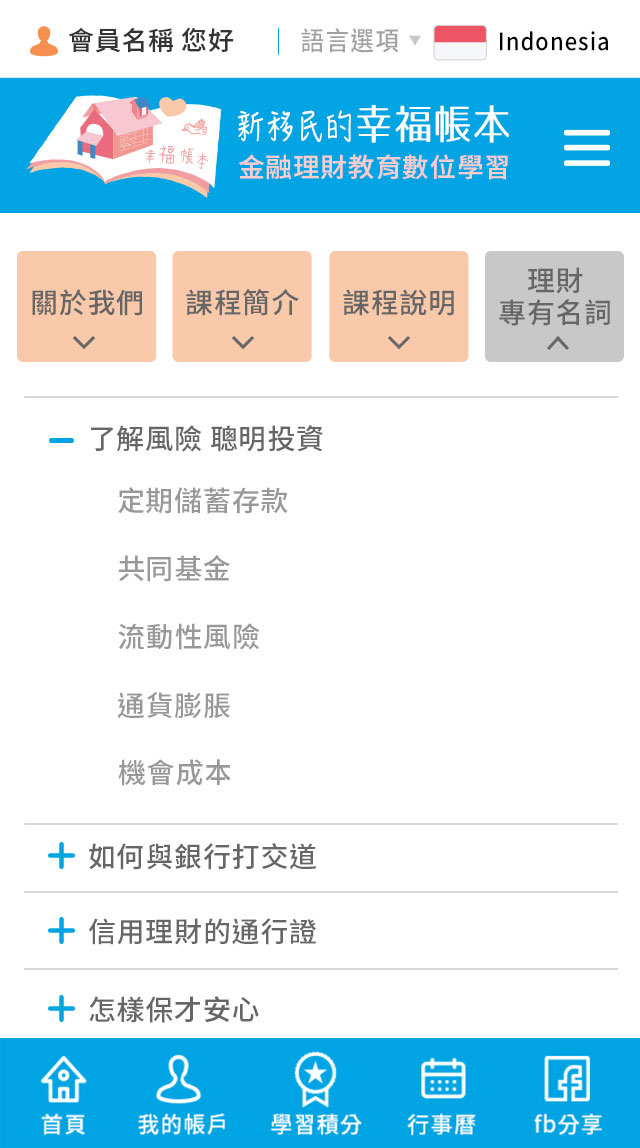 會員名稱 您好
語言選項
Indonesia
幸福帳本
新移民的幸福帳本
金融理財教育數位學習
關於我們
課程簡介
課程說明
理財
專有名詞
了解風險 聰明投資
定期儲蓄存款
共同基金
流動性風險
通貨膨脹
機會成本
如何與銀行打交道
信用理財的通行證
怎樣保才安心
首頁
我的帳戶
學習積分
行事曆
fb分享